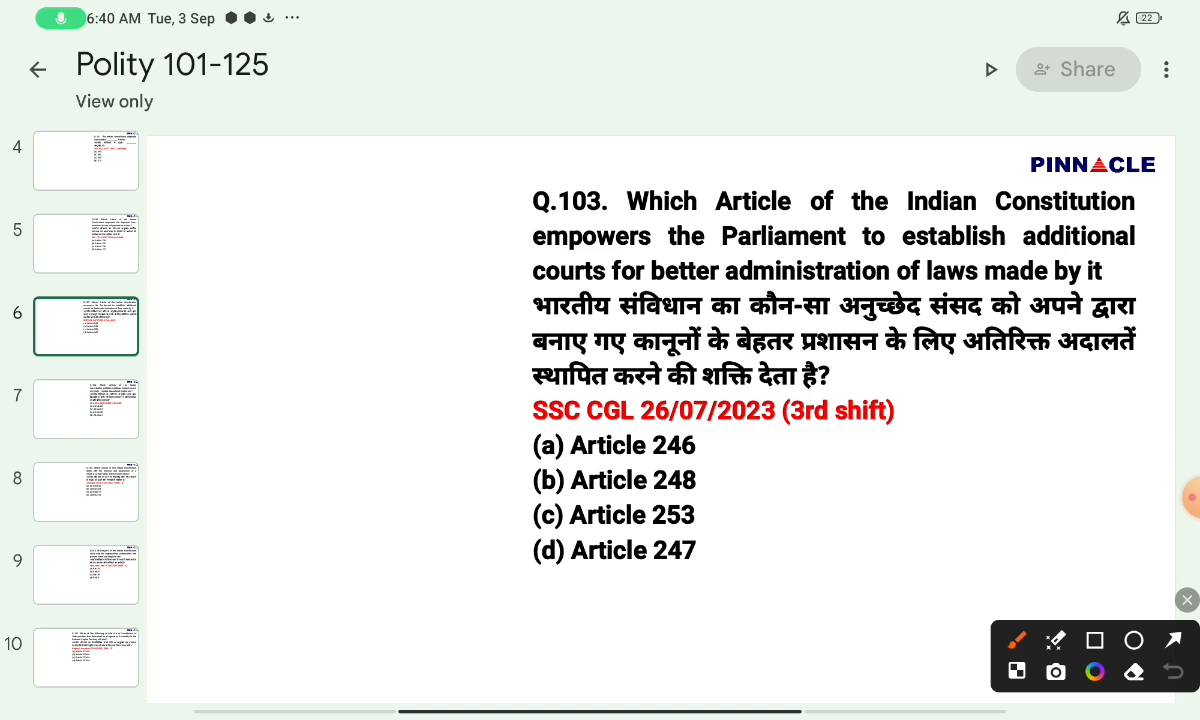 6:40 AM Tue, 3 Sep
22
Polity 101-125
View only
Share
4
5
6
7
8
9
10
PINNACLE
Q.103. Which Article of the Indian Constitution
empowers the Parliament to establish additional
courts for better administration of laws made by it
भारतीय संविधान का कौन-सा अनुच्छेद संसद को अपने द्वारा
बनाए गए कानूनों के बेहतर प्रशासन के लिए अतिरिक्त अदालतें
स्थापित करने की शक्ति देता है?
SSC CGL 26/07/2023 (3rd shift)
(a) Article 246
(b) Article 248
(c) Article 253
(d) Article 247